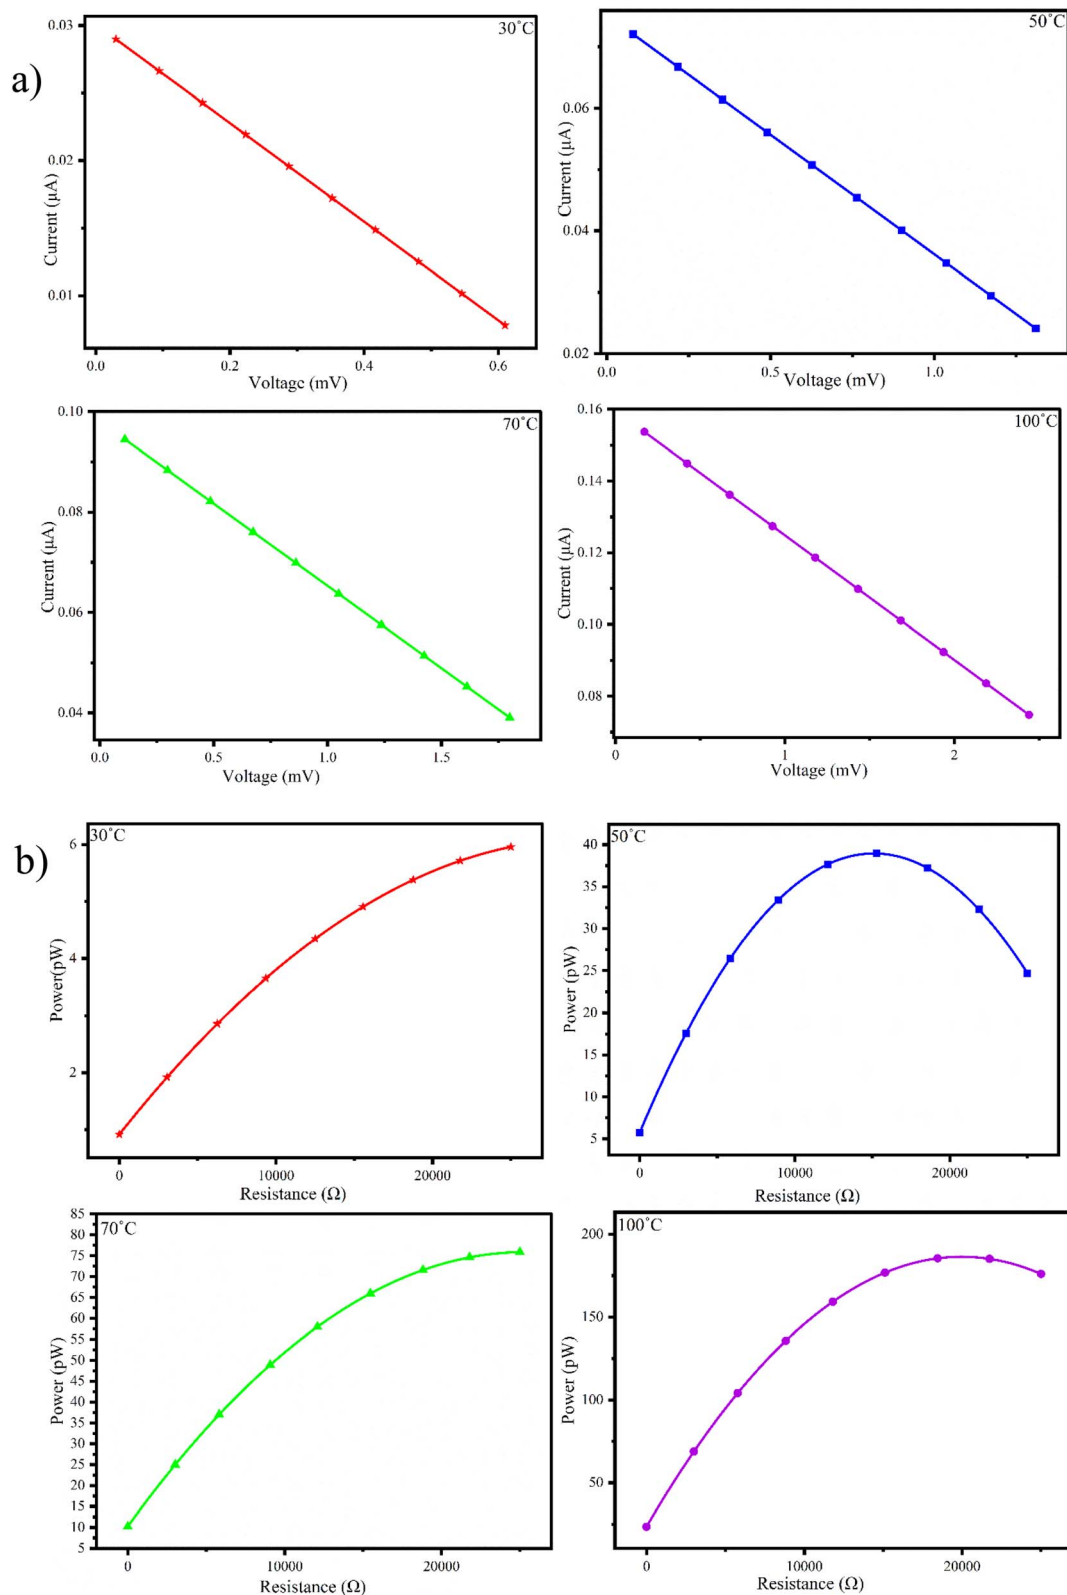 a)
30°C
0.03
0.02
0.01
Current (μA)
0.0
0.2
0.4
0.6
Voltagc (mV)
50°C
0.06
0.04
0.02
Current (μA)
0.5
1.0
Voltage (mV)
70°C
0.10
0.08
0.06
0.04
Current (μA)
0.0
0.5
1.0
1.5
Voltage (mV)
100°C
0.16
0.14
0.12
0.10
0.08
Current (μA)
0
1
2
Voltage (mV)
b)
30°C
6
4
2
Power(pW)
0
10000
20000
Resistance (Ω)
50°C
40
35
30
25
20
15
10
5
Power (pW)
0
10000
20000
Resistance (Ω)
70°C
85
80
75
70
65
60
55
50
45
40
35
30
25
20
15
10
5
Power (pW)
0
10000
20000
Resistance (Ω)
100°C
200
150
100
50
Power (pW)
0
10000
20000
Resistance (Ω)